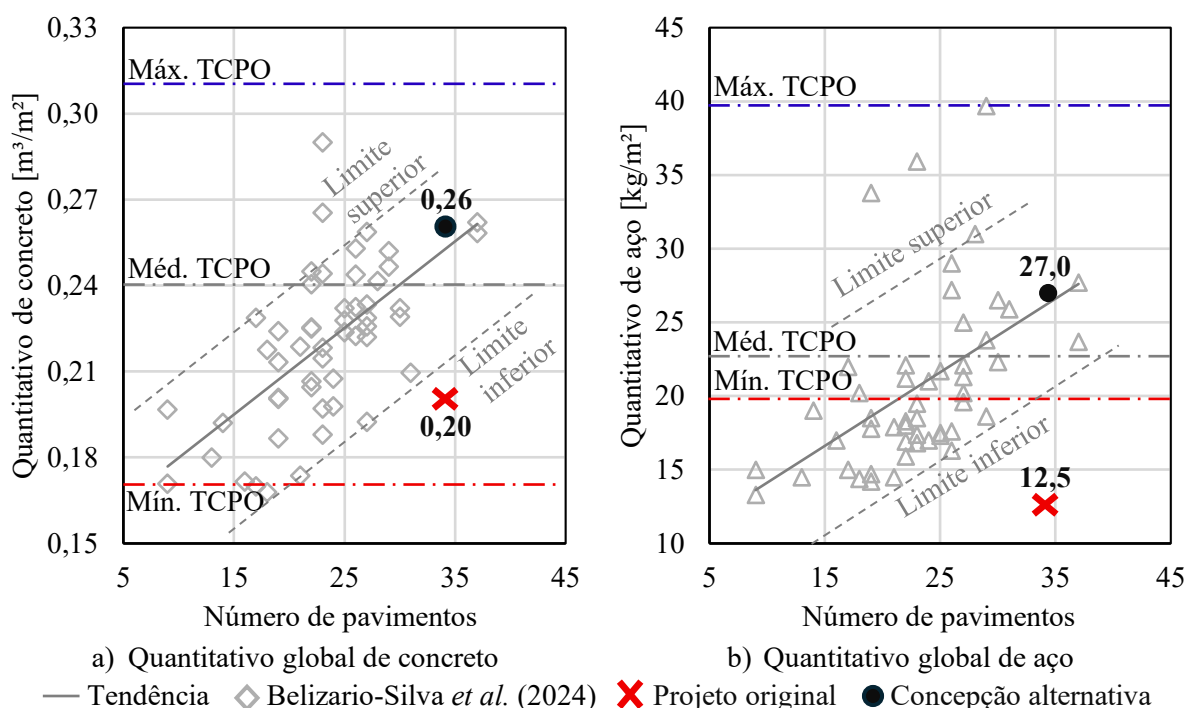 Quantitativo de concreto [m³/m²]
0,33
0,30
0,27
0,24
0,21
0,18
0,15
Máx. TCPO
Méd. TCPO
Mín. TCPO
Limite
superior
Limite
inferior
0,26
0,20
5
15
25
35
45
Número de pavimentos
a) Quantitativo global de concreto
Quantitativo de aço [kg/m²]
45
40
35
30
25
20
15
10
Máx. TCPO
Méd. TCPO
Mín. TCPO
Limite superior
Limite inferior
27,0
12,5
5
15
25
35
45
Número de pavimentos
b) Quantitativo global de aço
Tendência
Belizario-Silva et al. (2024)
Projeto original
Concepção alternativa